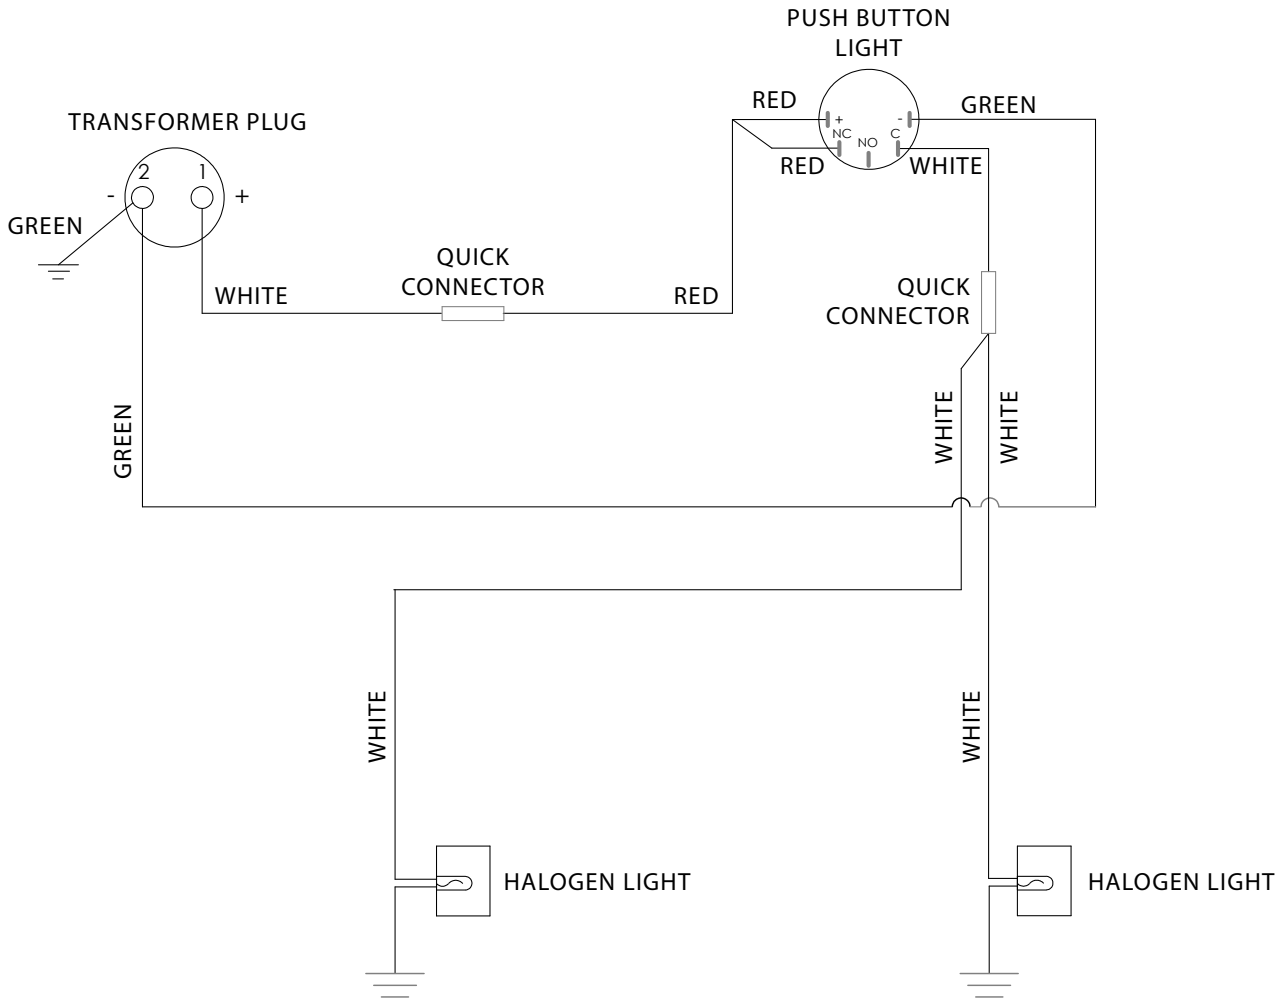 PUSH BUTTON
LIGHT
RED
GREEN
TRANSFORMER PLUG
+
-
NC
C
NO
RED
WHITE
2
1
-
+
GREEN
QUICK
CONNECTOR
WHITE
RED
QUICK
CONNECTOR
GREEN
WHITE
WHITE
WHITE
WHITE
HALOGEN LIGHT
HALOGEN LIGHT